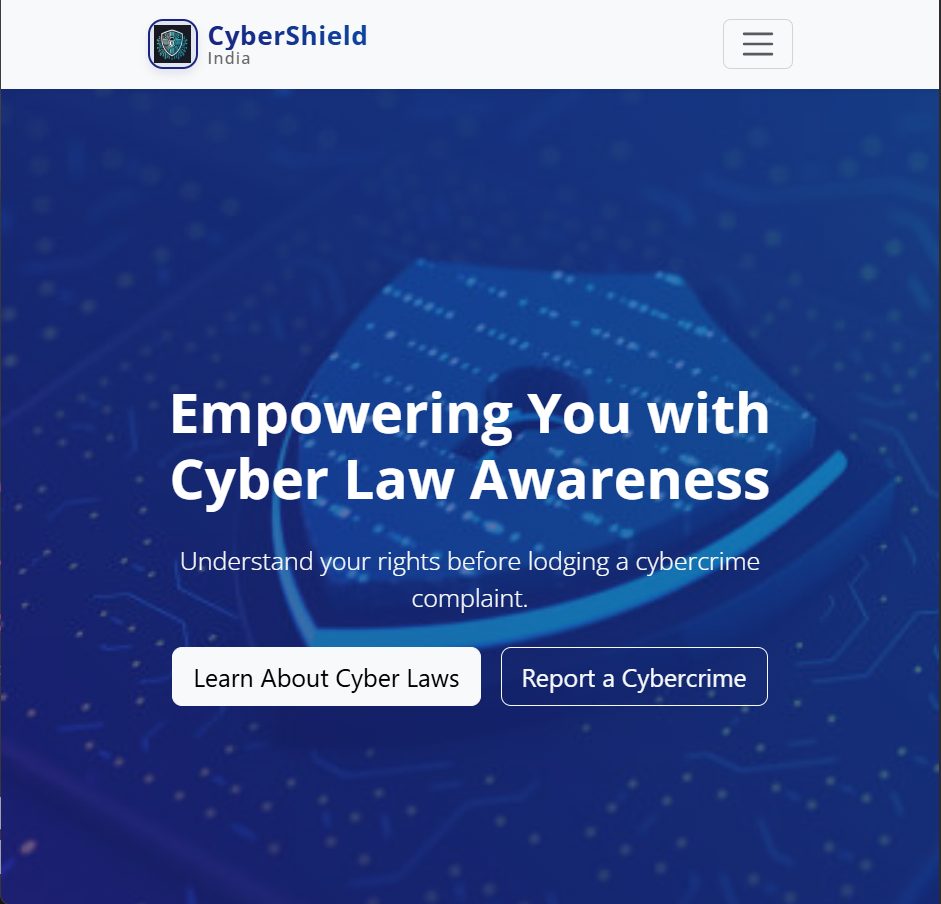 CyberShield
India
Empowering You with
Cyber Law Awareness
Understand your rights before lodging a cybercrime
complaint.
Learn About Cyber Laws
Report a Cybercrime